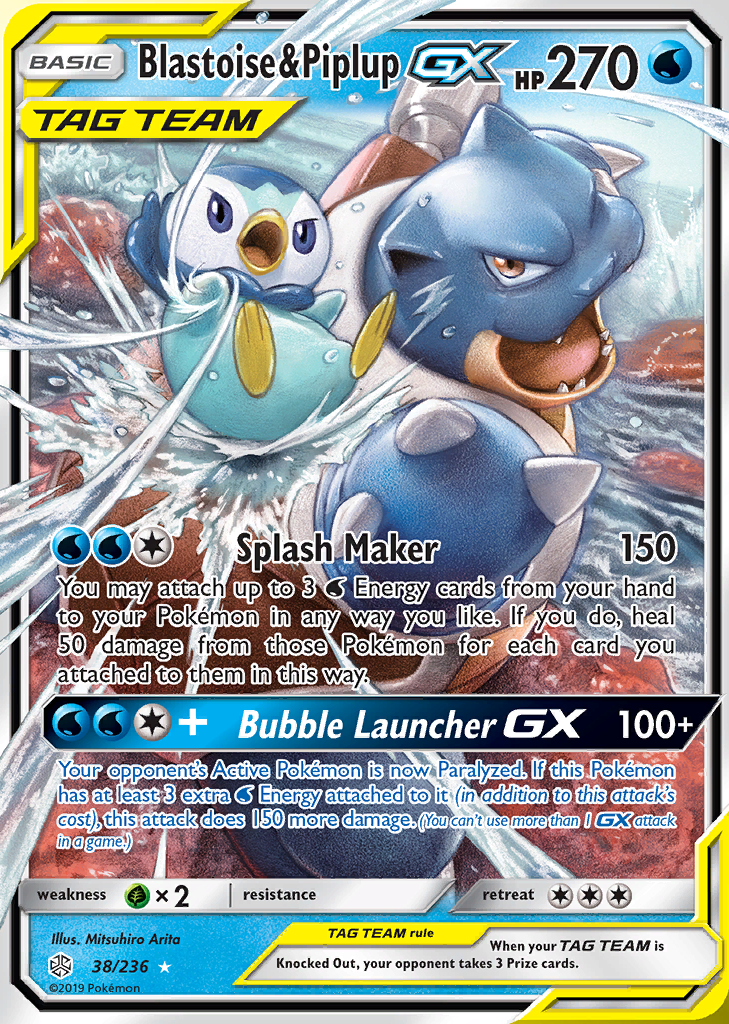 BASIC Blastoise&Piplup GX HP270
TAG TEAM
Splash Maker 150
You may attach up to 3 Energy cards from your hand
to your Pokémon in any way you like. If you do, heal
50 damage from those Pokémon for each card you
attached to them in this way.
+ Bubble Launcher GX 100+
Your opponent's Active Pokémon is now Paralyzed. If this Pokémon
has at least 3 extra Energy attached to it (in addition to this attack's
cost), this attack does 150 more damage. (You can't use more than 1 GX attack
in a game.)
weakness ×2 resistance retreat
Illus. Mitsuhiro Arita
TAG TEAM rule
When your TAG TEAM is
Knocked Out, your opponent takes 3 Prize cards.
38/236
©2019 Pokémon